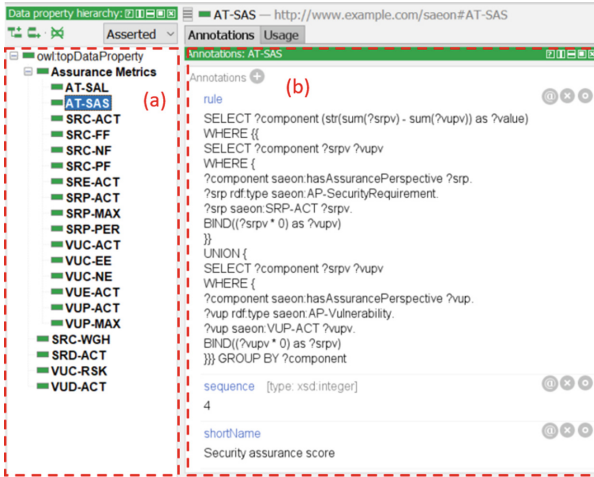 Data property hierarchy:
Asserted
owl:topDataProperty
Assurance Metrics
AT-SAL
AT-SAS
SRC-ACT
SRC-FF
SRC-NF
SRC-PF
SRE-ACT
SRP-ACT
SRP-MAX
SRP-PER
VUC-ACT
VUC-EE
VUC-NE
VUE-ACT
VUP-ACT
VUP-MAX
SRC-WGH
SRD-ACT
VUC-RSK
VUD-ACT
(a)
AT-SAS — http://www.example.com/saeon#AT-SAS
Annotations Usage
Annotations: AT-SAS
Annotations
(b)
rule
SELECT ?component (str(sum(?srpv) - sum(?vupv)) as ?value)
WHERE {{
SELECT ?component ?srpv ?vupv
WHERE {
?component saeon:hasAssurancePerspective ?srp.
?srp rdf:type saeon:AP-SecurityRequirement.
?srp saeon:SRP-ACT ?srpv.
BIND((?srpv * 0) as ?vupv)
}}
UNION {
SELECT ?component ?srpv ?vupv
WHERE {
?component saeon:hasAssurancePerspective ?vup.
?vup rdf:type saeon:AP-Vulnerability.
?vup saeon:VUP-ACT ?vupv.
BIND((?vupv * 0) as ?srpv)
}}} GROUP BY ?component
sequence [type: xsd:integer]
4
shortName
Security assurance score